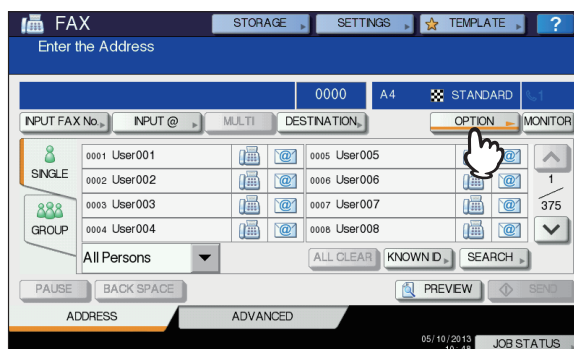 FAX STORAGE SETTINGS TEMPLATE ?
Enter the Address
0000 A4 STANDARD 1
INPUT FAX No. INPUT @ MULTI DESTINATION OPTION MONITOR
SINGLE
GROUP
0001 User001 @ 0005 User005 @
0002 User002 @ 0006 User006 @
0003 User003 @ 0007 User007 @
0004 User004 @ 0008 User008 @
1
375
All Persons ALL CLEAR KNOWN ID SEARCH
PAUSE BACK SPACE PREVIEW SEND
ADDRESS ADVANCED
05/10/2013
JOB STATUS